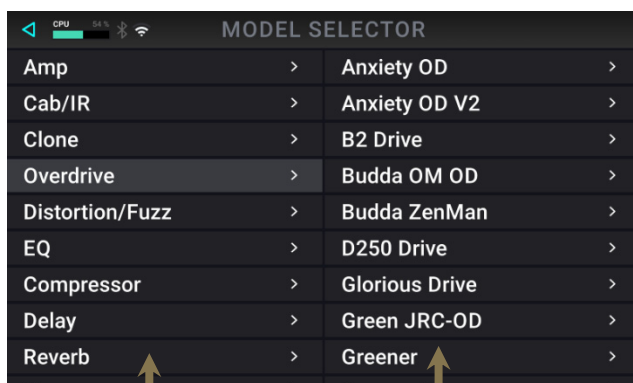 CPU 54 % MODEL SELECTOR
Amp > Anxiety OD >
Cab/IR > Anxiety OD V2 >
Clone > B2 Drive >
Overdrive > Budda OM OD >
Distortion/Fuzz > Budda ZenMan >
EQ > D250 Drive >
Compressor > Glorious Drive >
Delay > Green JRC-OD >
Reverb > Greener >